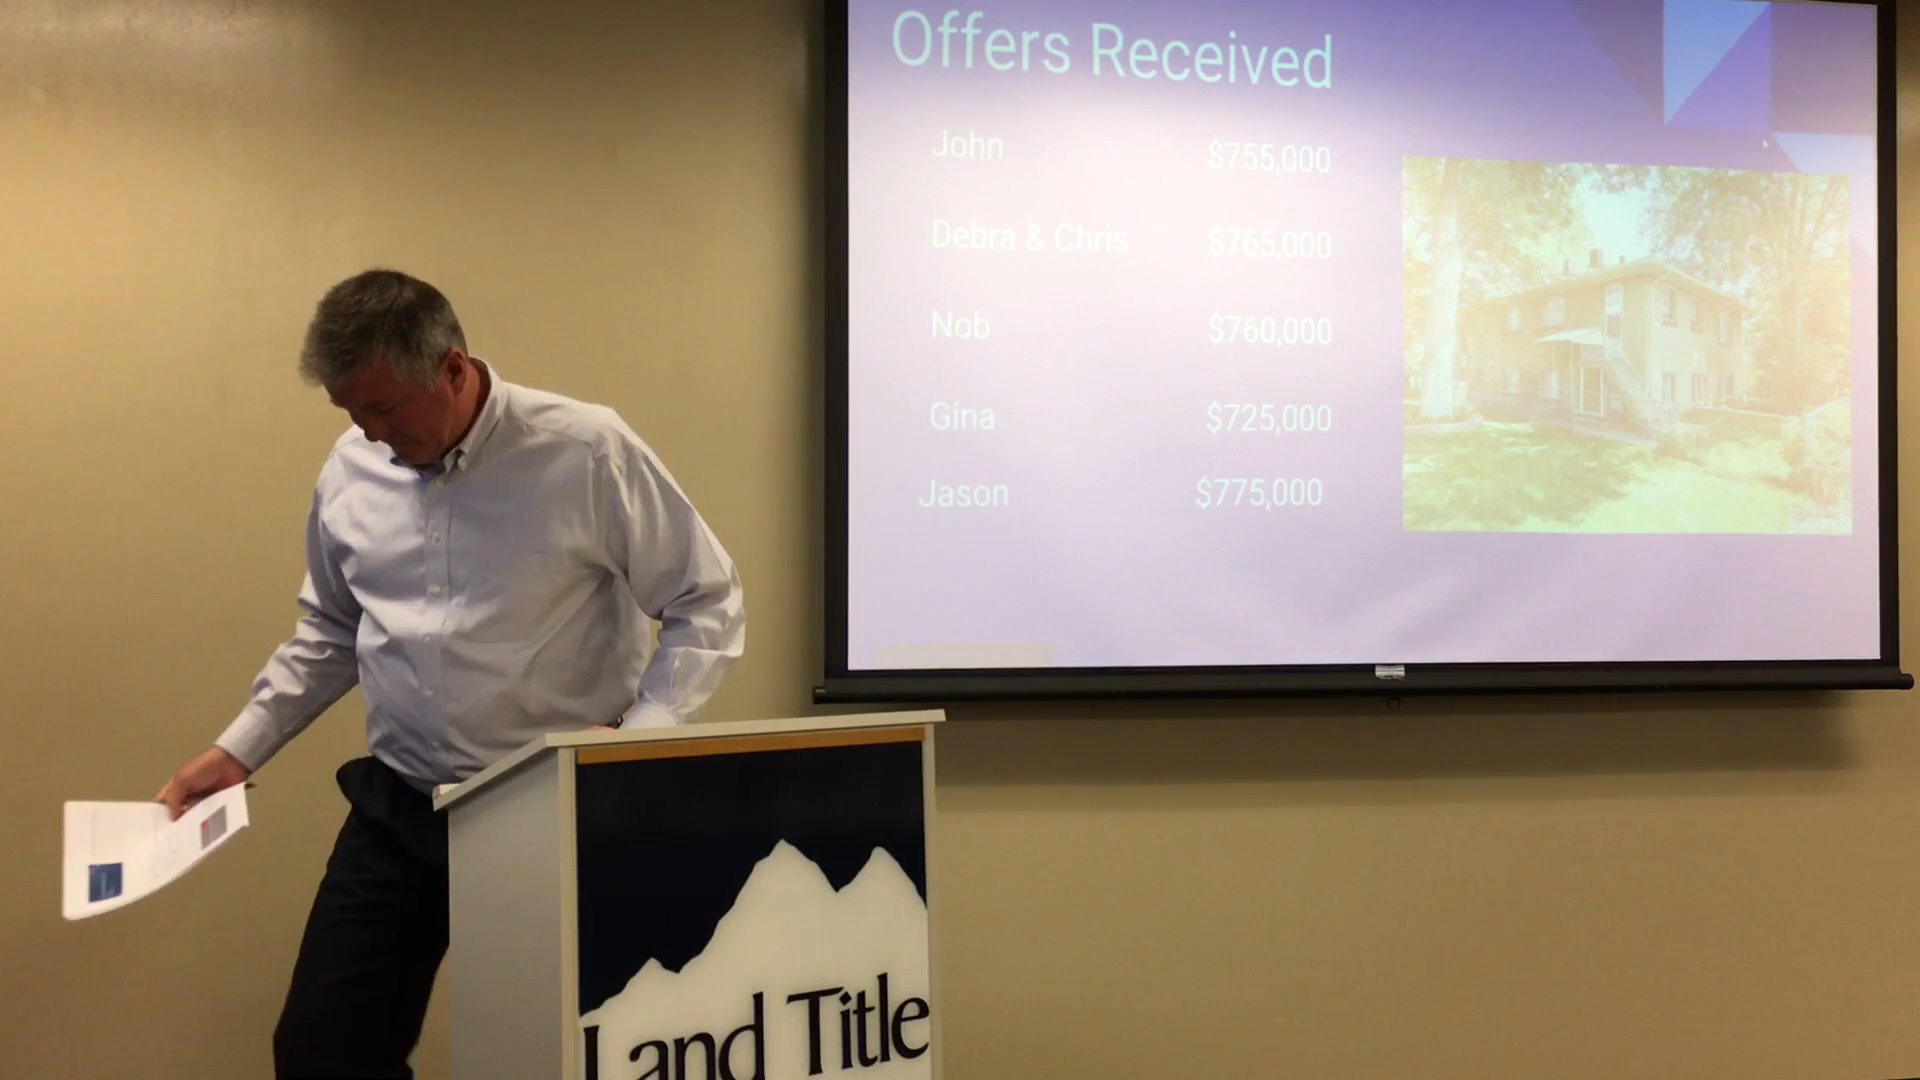 Offers Received
John $755,000
Debra & Chris $765,000
Nob $760,000
Gina $725,000
Jason $775,000
Land Title